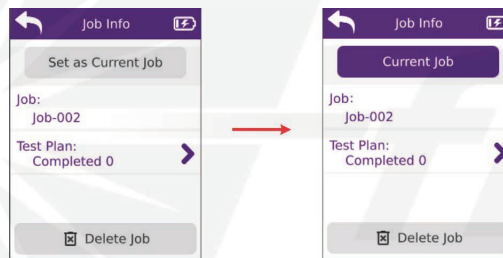 Job Info
Set as Current Job
Job:
Job-002
Test Plan:
Completed 0
Delete Job
Job Info
Current Job
Job:
Job-002
Test Plan:
Completed 0
Delete Job